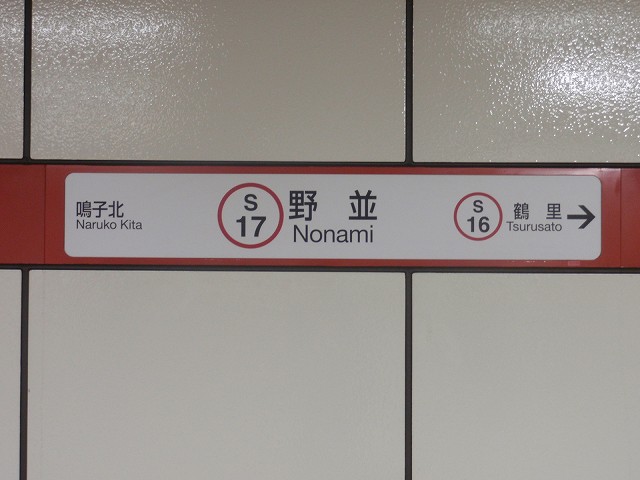 鳴子北
Naruko Kita
S
17
野 並
Nonami
S
16
鶴 里
Tsurusato
→